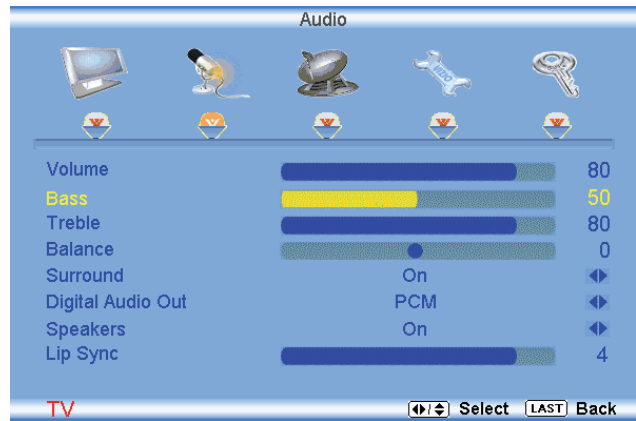 Audio
Volume 80
Bass 50
Treble 80
Balance 0
Surround On
Digital Audio Out PCM
Speakers On
Lip Sync 4
TV Select LAST Back